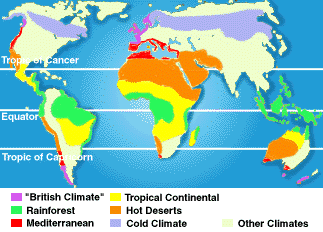 Tropic of Cancer
Equator
Tropic of Capricorn
"British Climate"
Tropical Continental
Rainforest
Hot Deserts
Mediterranean
Cold Climate
Other Climates